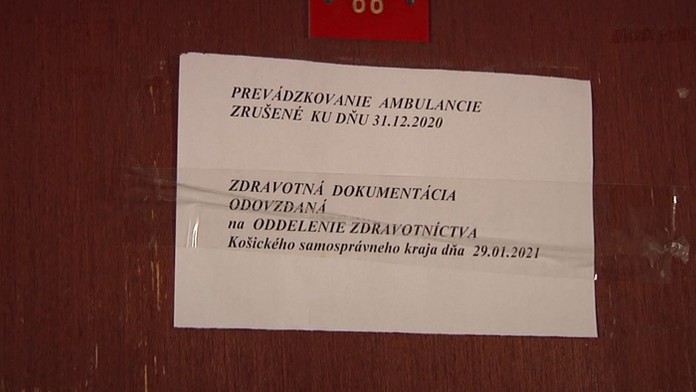 PREVÁDZKOVANIE AMBULANCIE
ZRUŠENÉ KU DŇU 31.12.2020
ZDRAVOTNÁ DOKUMENTÁCIA
ODOVZDANÁ
na ODDELENIE ZDRAVOTNÍCTVA
Košického samosprávneho kraja dňa 29.01.2021